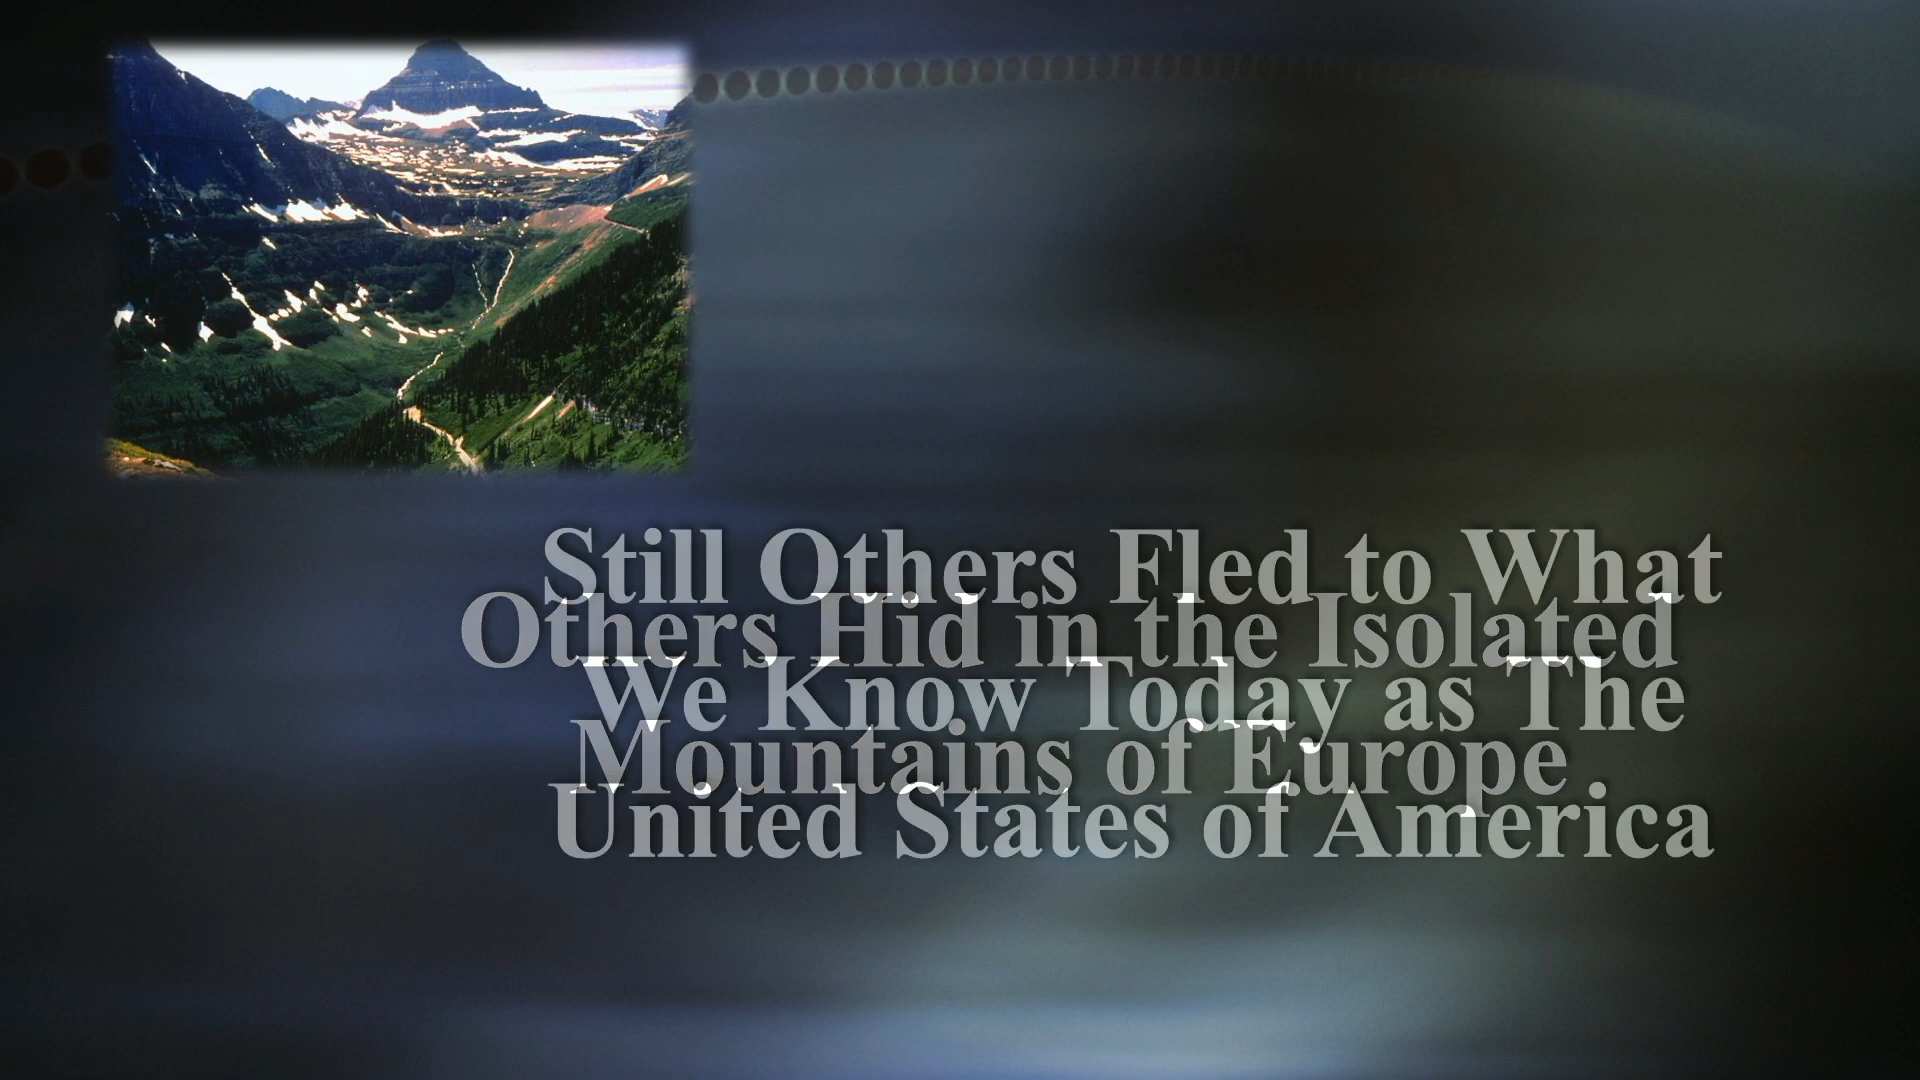 Still Others Fled to What
Others Hid in the Isolated
We Know Today as The
Mountains of Europe
United States of America